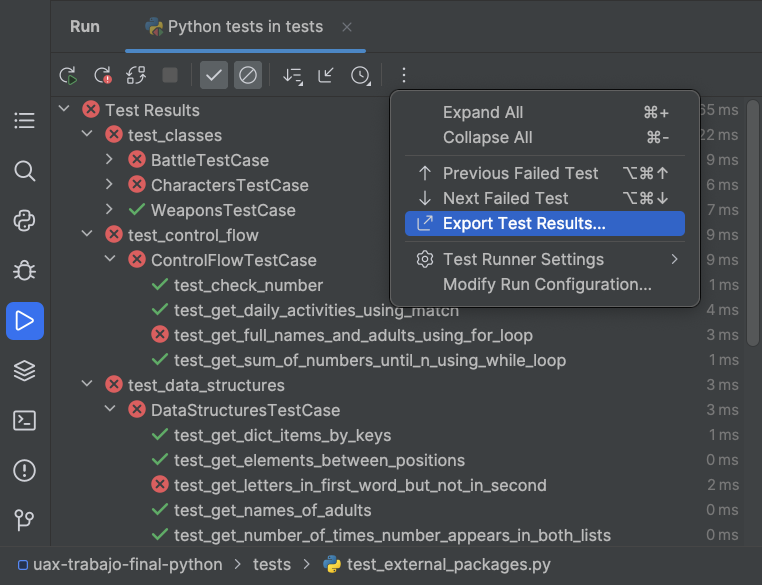 Run
Python tests in tests
Test Results
65 ms
test_classes
22 ms
BattleTestCase
9 ms
CharactersTestCase
6 ms
WeaponsTestCase
7 ms
test_control_flow
9 ms
ControlFlowTestCase
9 ms
test_check_number
1 ms
test_get_daily_activities_using_match
4 ms
test_get_full_names_and_adults_using_for_loop
3 ms
test_get_sum_of_numbers_until_n_using_while_loop
1 ms
test_data_structures
3 ms
DataStructuresTestCase
3 ms
test_get_dict_items_by_keys
1 ms
test_get_elements_between_positions
0 ms
test_get_letters_in_first_word_but_not_in_second
2 ms
test_get_names_of_adults
0 ms
test_get_number_of_times_number_appears_in_both_lists
0 ms
Expand All ⌘+
Collapse All ⌘-
Previous Failed Test ⌥⌘↑
Next Failed Test ⌥⌘↓
Export Test Results...
Test Runner Settings
Modify Run Configuration...
uax-trabajo-final-python > tests > test_external_packages.py